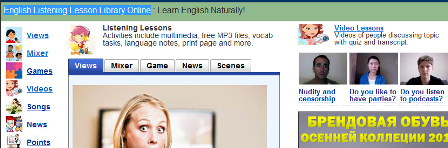 English Listening Lesson Library Online : Learn English Naturally!
Views
Mixer
Games
Videos
Songs
News
Points
Listening Lessons
Activities include multimedia, free MP3 files, vocab
tasks, language notes, print page and more.
Views Mixer Game News Scenes
Video Lessons
Videos of people discussing topic
with quiz and transcript.
Nudity and
censorship
Do you like to
have parties?
Do you listen
to podcasts?
БРЕНДОВАЯ ОБУВЬ
ОСЕННЕЙ КОЛЛЕКЦИИ 201